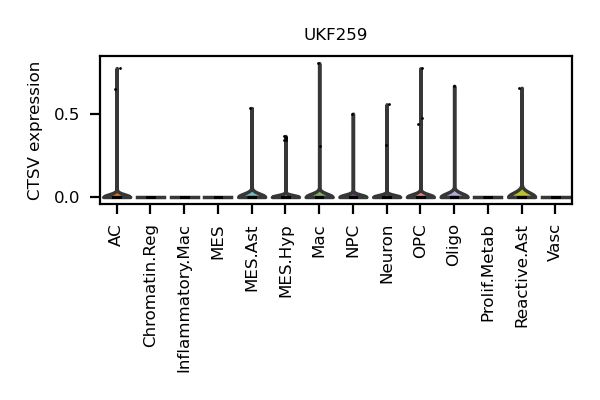 UKF259
CTSV expression
0.5
0.0
AC
Chromatin.Reg
Inflammatory.Mac
MES
MES.Ast
MES.Hyp
Mac
NPC
Neuron
OPC
Oligo
Prolif.Metab
Reactive.Ast
Vasc